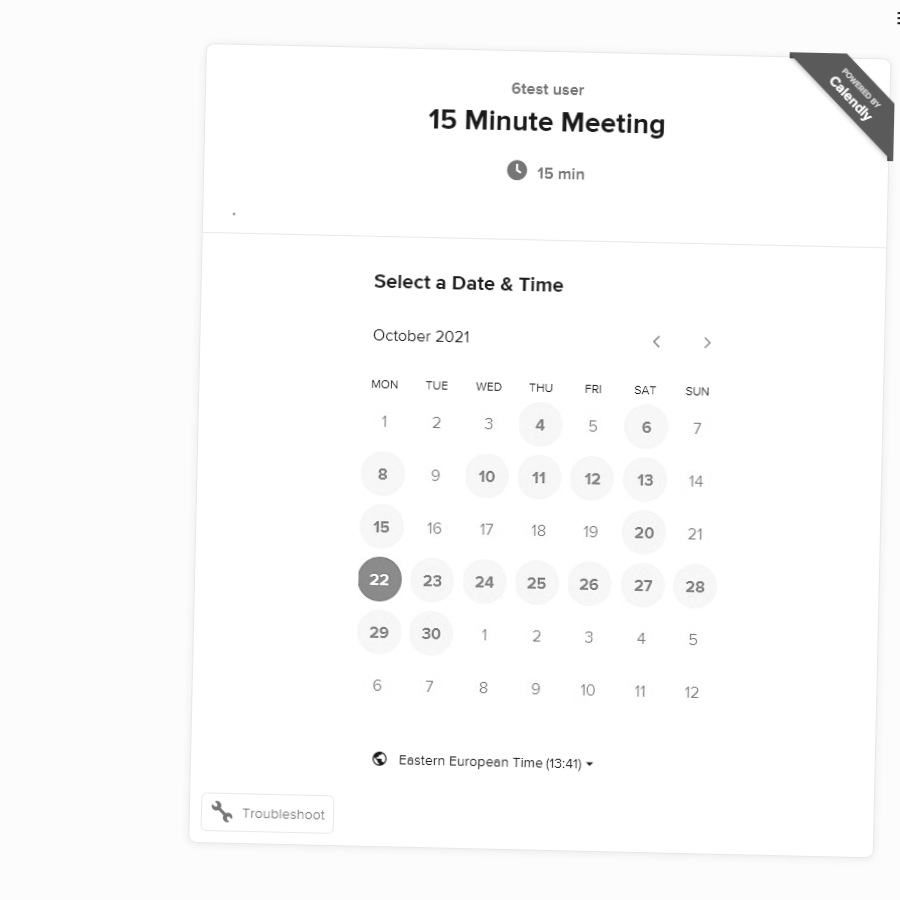 POWERED BY
Calendly
6test user
15 Minute Meeting
15 min
.
Select a Date & Time
October 2021
MON TUE WED THU FRI SAT SUN
1 2 3 4 5 6 7
8 9 10 11 12 13 14
15 16 17 18 19 20 21
22 23 24 25 26 27 28
29 30 1 2 3 4 5
6 7 8 9 10 11 12
Eastern European Time (13:41)
Troubleshoot